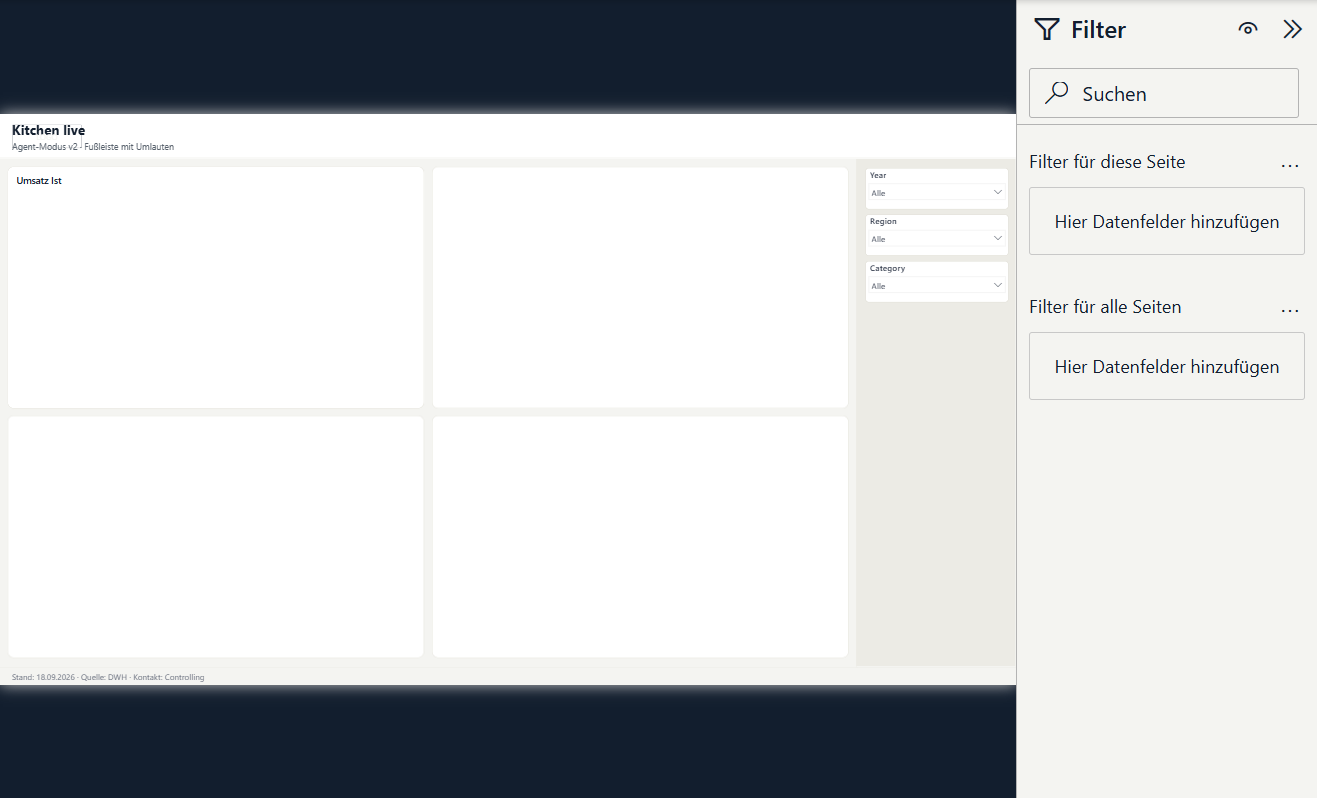 Kitchen live
Agent-Modus v2 - Fußleiste mit Umlauten
Umsatz Ist
Year
Alle
Region
Alle
Category
Alle
Stand: 18.09.2026 · Quelle: DWH · Kontakt: Controlling
Filter
Suchen
Filter für diese Seite
...
Hier Datenfelder hinzufügen
Filter für alle Seiten
...
Hier Datenfelder hinzufügen